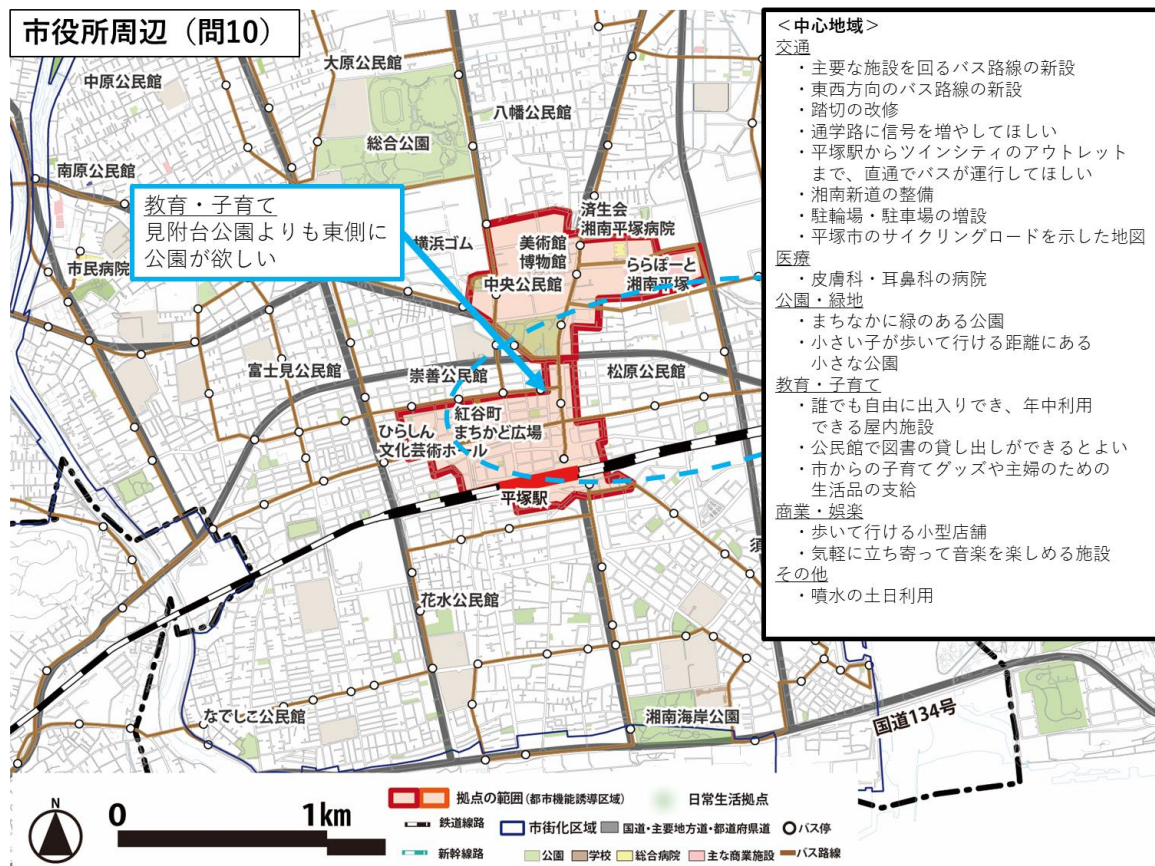 市役所周辺（問10）
大原公民館
中原公民館
八幡公民館
総合公園
南原公民館
教育・子育て
見附台公園よりも東側に
公園が欲しい
済生会
湘南平塚病院
横浜ゴム
美術館
博物館
中央公民館
ららぽーと
湘南平塚
市民病院
富士見公民館
崇善公民館
松原公民館
紅谷町
まちかど広場
ひらしん
文化芸術ホール
平塚駅
須
花水公民館
なでしこ公民館
湘南海岸公園
国道134号
＜中心地域＞
交通
・主要な施設を回るバス路線の新設
・東西方向のバス路線の新設
・踏切の改修
・通学路に信号を増やしてほしい
・平塚駅からツインシティのアウトレット
まで、直通でバスが運行してほしい
・湘南新道の整備
・駐輪場・駐車場の増設
・平塚市のサイクリングロードを示した地図
医療
・皮膚科・耳鼻科の病院
公園・緑地
・まちなかに緑のある公園
・小さい子が歩いて行ける距離にある
小さな公園
教育・子育て
・誰でも自由に出入りでき、年中利用
できる屋内施設
・公民館で図書の貸し出しができるとよい
・市からの子育てグッズや主婦のための
生活品の支給
商業・娯楽
・歩いて行ける小型店舗
・気軽に立ち寄って音楽を楽しめる施設
その他
・噴水の土日利用
N
0 1km
拠点の範囲（都市機能誘導区域） 日常生活拠点
鉄道線路 市街化区域 国道・主要地方道・都道府県道 バス停
新幹線路 公園 学校 総合病院 主な商業施設 バス路線